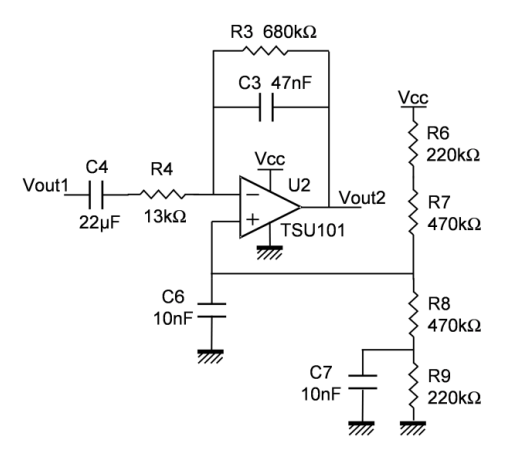 R3 680kΩ
C3 47nF
Vcc
R6
220kΩ
C4
R4
Vcc
U2
Vout1
Vout2
R7
470kΩ
22µF
13kΩ
−
+
TSU101
C6
10nF
R8
470kΩ
C7
10nF
R9
220kΩ